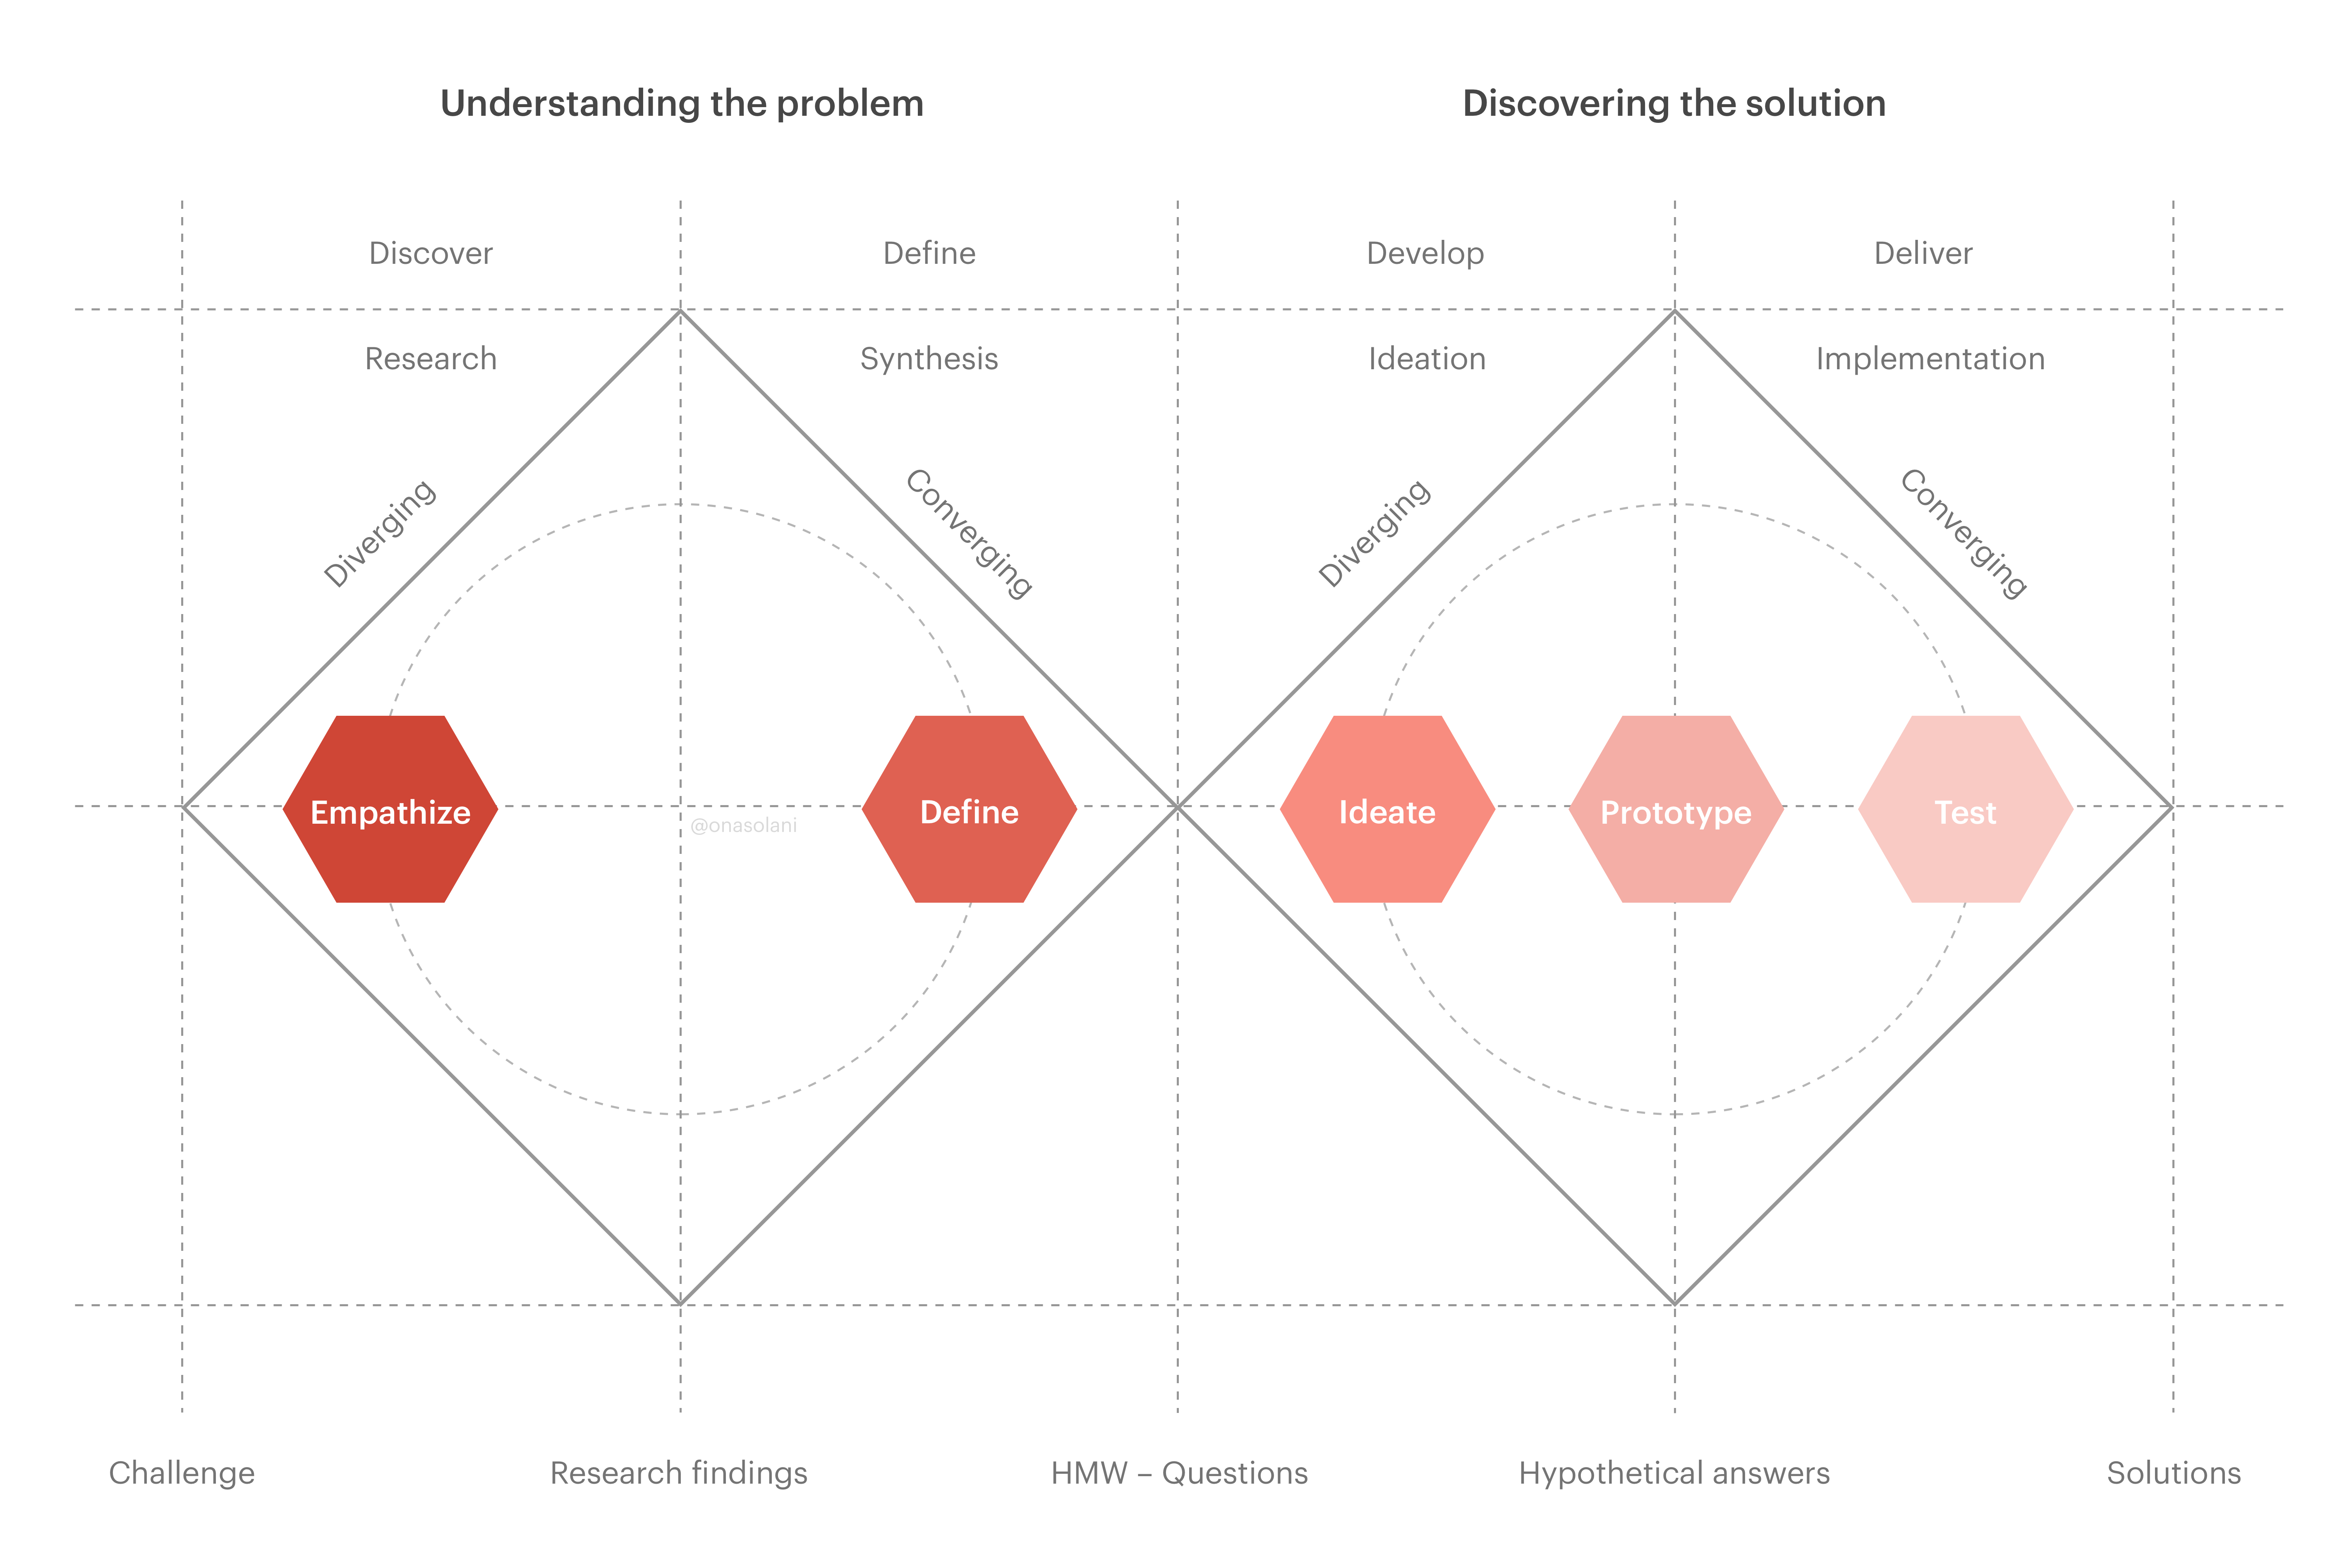 Understanding the problem
Discovering the solution
Discover
Define
Develop
Deliver
Research
Synthesis
Ideation
Implementation
Diverging
Converging
Diverging
Converging
Empathize
@onasolani
Define
Ideate
Prototype
Test
Challenge
Research findings
HMW – Questions
Hypothetical answers
Solutions